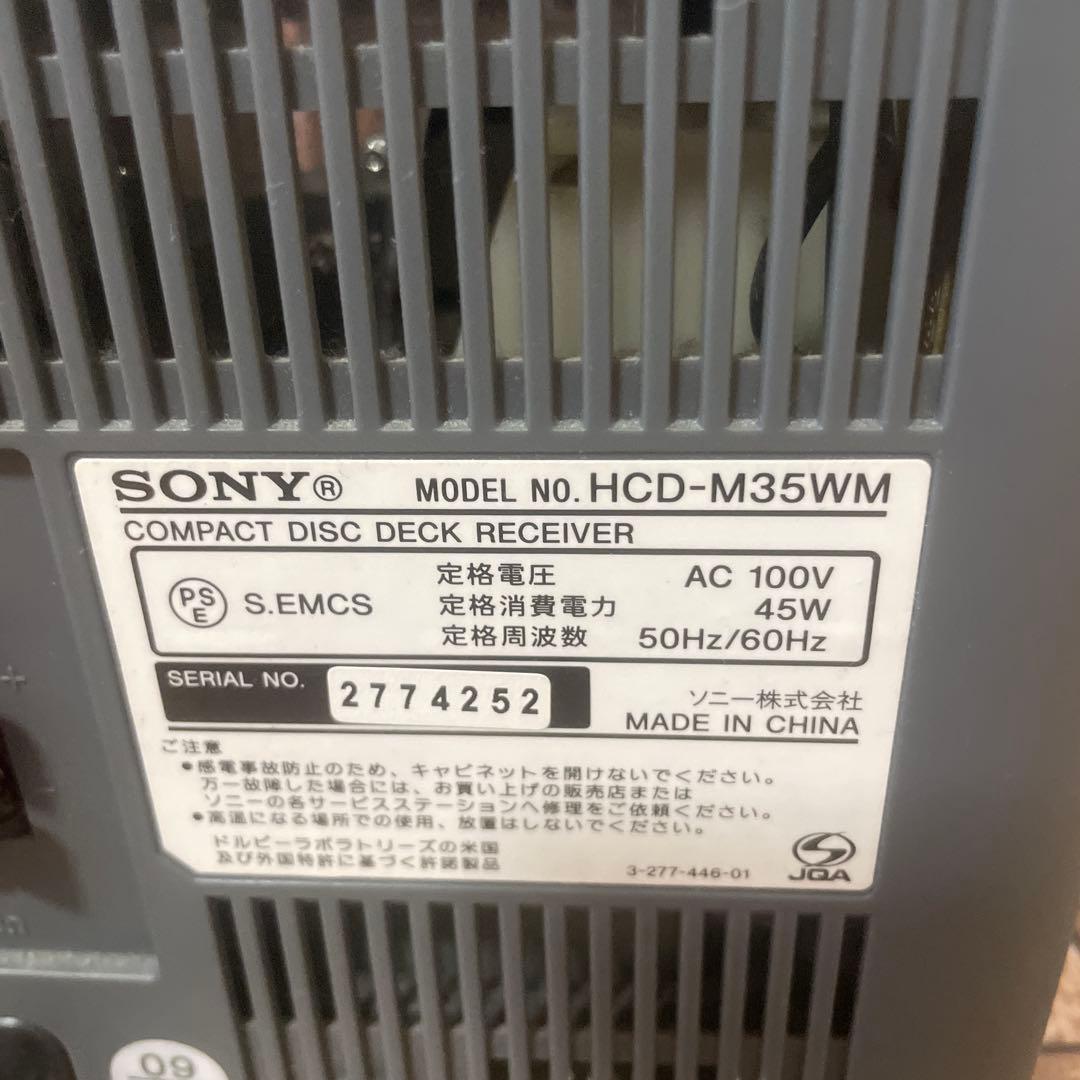 SONY® MODEL NO. HCD-M35WM
COMPACT DISC DECK RECEIVER
PSE S.EMCS
定格電圧 AC 100V
定格消費電力 45W
定格周波数 50Hz/60Hz
SERIAL NO. 2774252
ソニー株式会社
MADE IN CHINA
ご注意
●感電事故防止のため、キャビネットを開けないでください。
万一故障した場合には、お買い上げの販売店または
ソニーの各サービスステーションへ修理をご依頼ください。
●高温になる場所での使用、放置はしないでください。
ドルビーラボラトリーズの米国
及び外国特許に基づく許諾製品
3-277-446-01
JQA
+
09